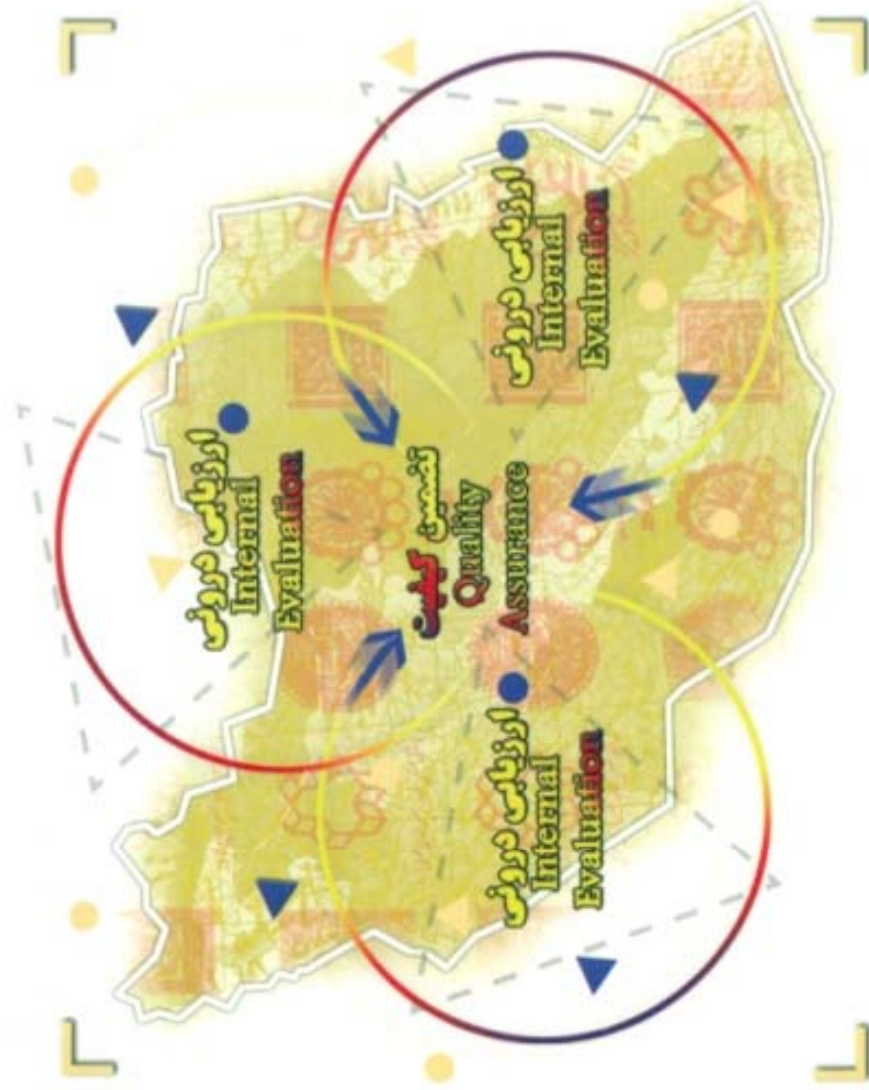 ارزیابی درونی
Internal
Evaluation
تضمین کیفیت
Quality
Assurance
ارزیابی درونی
Internal
Evaluation
ارزیابی درونی
Internal
Evaluation